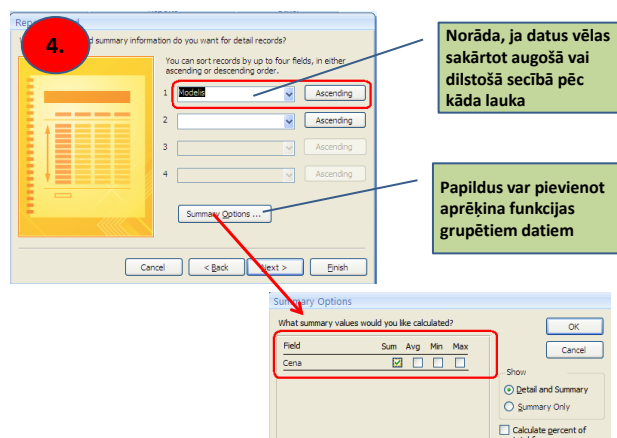 4.
d summary information do you want for detail records?
You can sort records by up to four fields, in either
ascending or descending order.
1 Modelis Ascending
2 Ascending
3 Ascending
4 Ascending
Summary Options ...
Cancel < Back Next > Finish
Norāda, ja datus vēlas
sakārtot augošā vai
dilstošā secībā pēc
kāda lauka
Papildus var pievienot
aprēķina funkcijas
grupētiem datiem
Summary Options
What summary values would you like calculated?
OK
Cancel
Field Sum Avg Min Max
Cena
Show
Detail and Summary
Summary Only
Calculate percent of